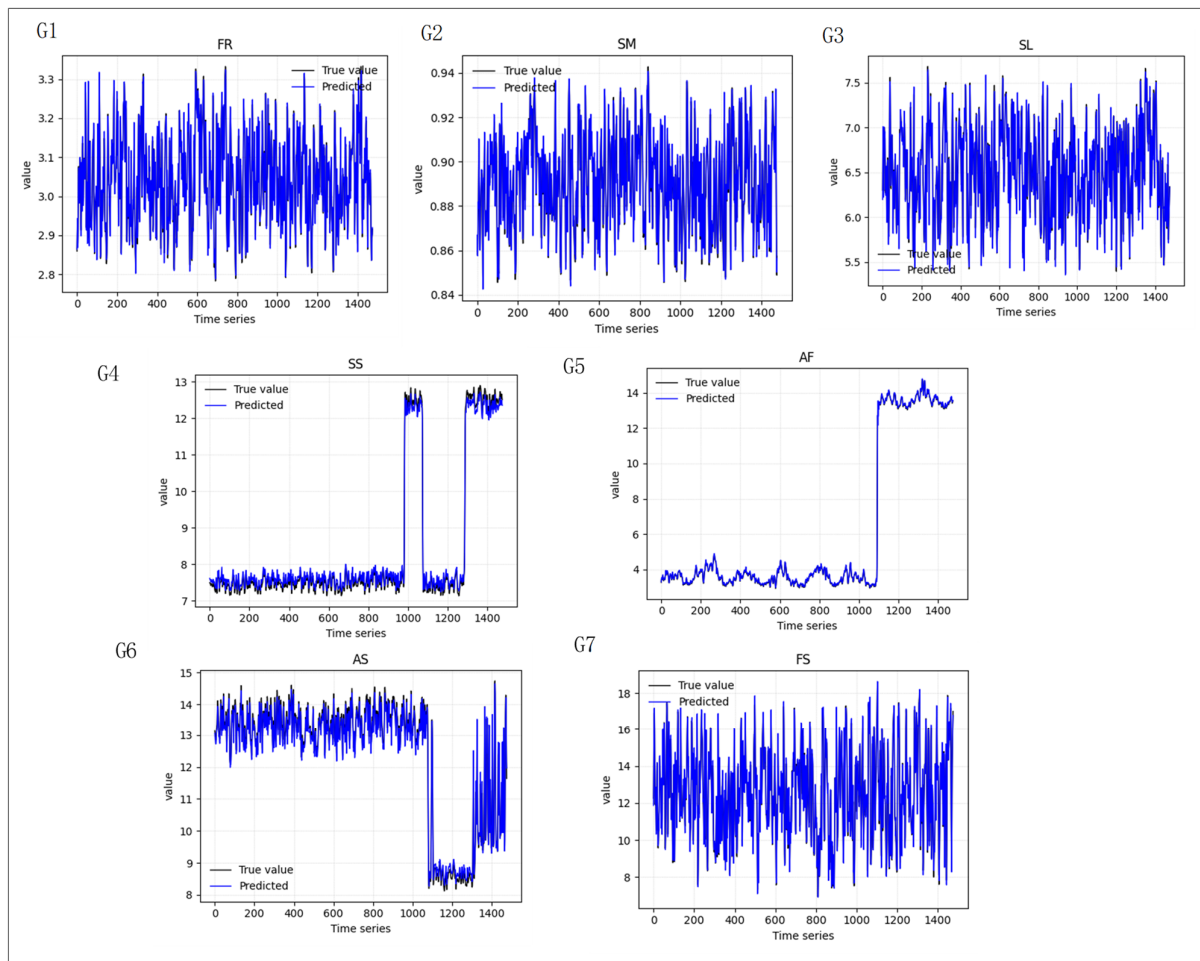 G1
FR
True value
Predicted
value
3.3
3.2
3.1
3.0
2.9
2.8
0 200 400 600 800 1000 1200 1400
Time series
G2
SM
True value
Predicted
value
0.94
0.92
0.90
0.88
0.86
0.84
0 200 400 600 800 1000 1200 1400
Time series
G3
SL
value
7.5
7.0
6.5
6.0
5.5
True value
Predicted
0 200 400 600 800 1000 1200 1400
Time series
G4
SS
True value
Predicted
value
13
12
11
10
9
8
7
0 200 400 600 800 1000 1200 1400
Time series
G5
AF
True value
Predicted
value
14
12
10
8
6
4
0 200 400 600 800 1000 1200 1400
Time series
G6
AS
value
15
14
13
12
11
10
9
8
True value
Predicted
0 200 400 600 800 1000 1200 1400
Time series
G7
FS
True value
Predicted
value
18
16
14
12
10
8
0 200 400 600 800 1000 1200 1400
Time series